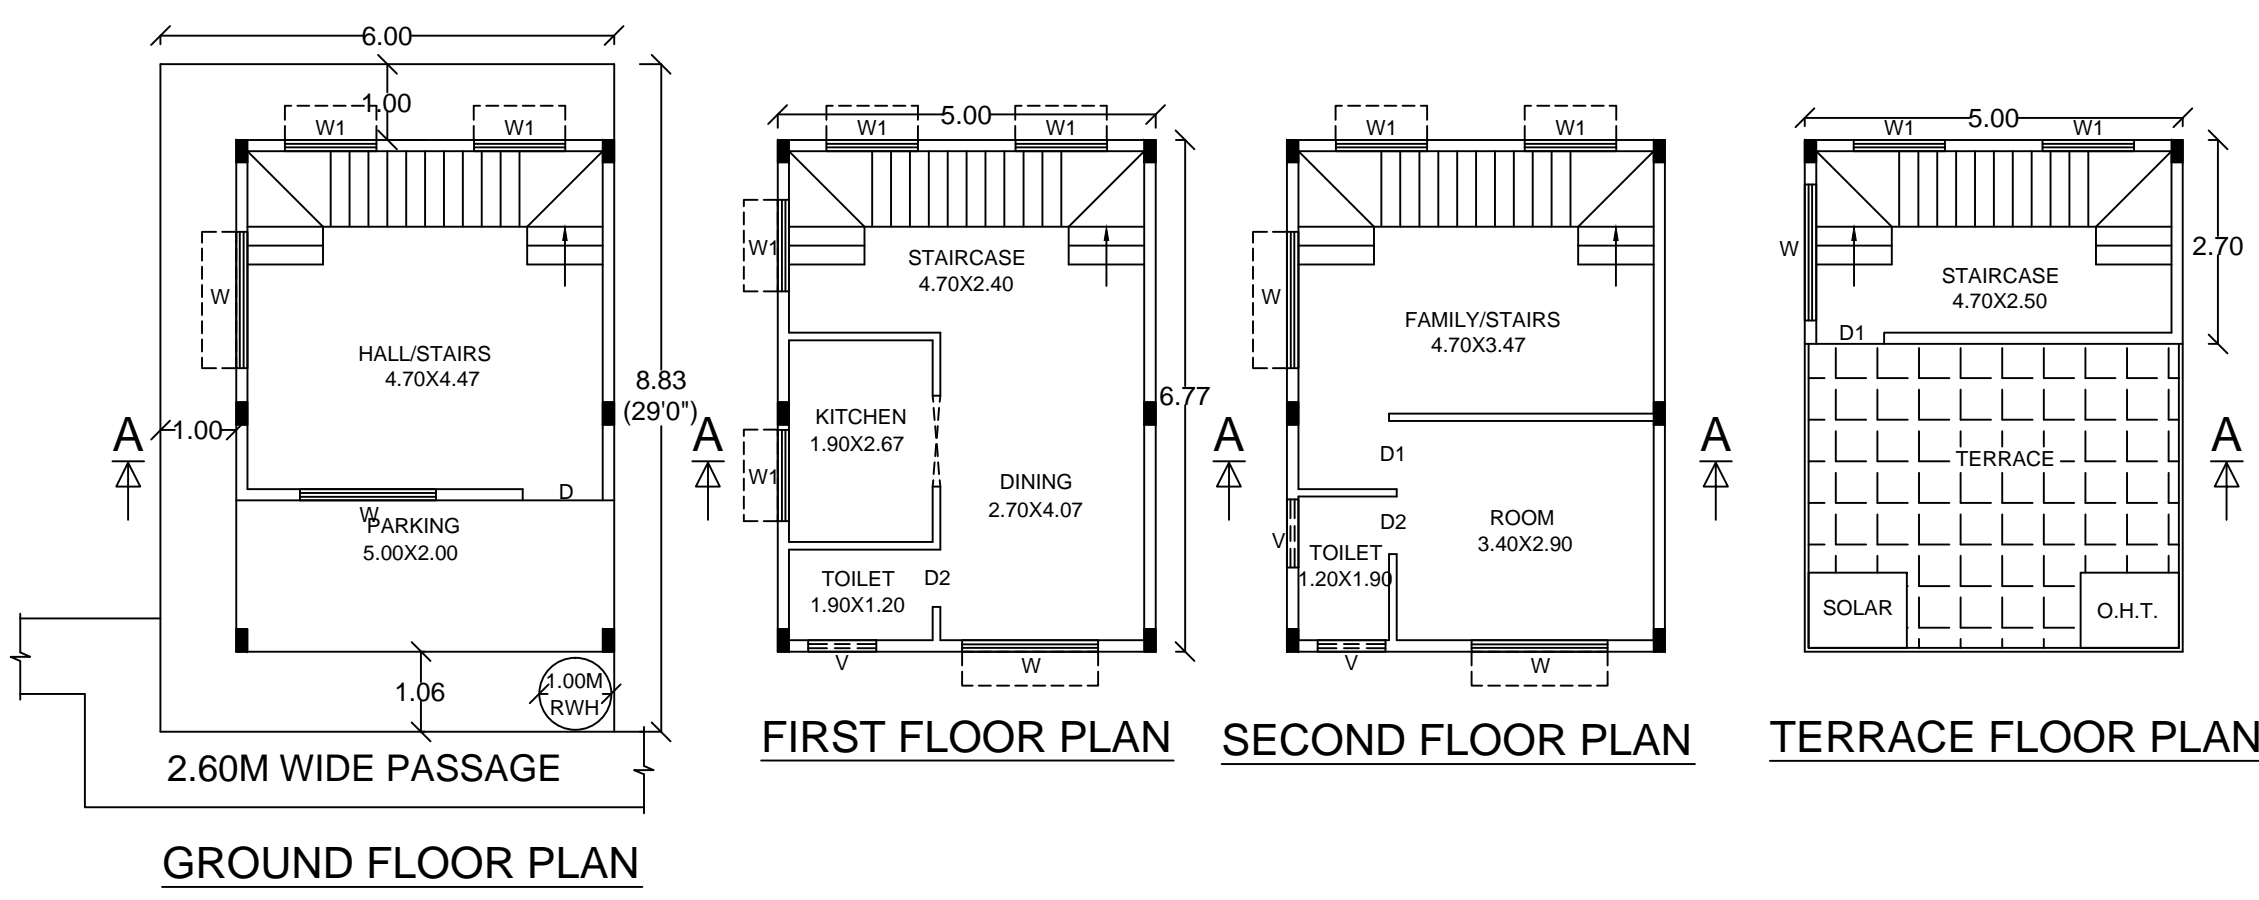 6.00
1.00
W1
W1
W
HALL/STAIRS
4.70X4.47
8.83
(29'0")
1.00
A
A
D
W
PARKING
5.00X2.00
1.06
1.00M
RWH
2.60M WIDE PASSAGE
GROUND FLOOR PLAN
5.00
W1
W1
W1
STAIRCASE
4.70X2.40
6.77
KITCHEN
1.90X2.67
W1
DINING
2.70X4.07
TOILET
1.90X1.20
D2
V
W
FIRST FLOOR PLAN
W1
W1
W
FAMILY/STAIRS
4.70X3.47
A
A
D1
D2
V
TOILET
1.20X1.90
ROOM
3.40X2.90
V
W
SECOND FLOOR PLAN
5.00
W1
W1
W
STAIRCASE
4.70X2.50
2.70
D1
TERRACE
A
SOLAR
O.H.T.
TERRACE FLOOR PLAN